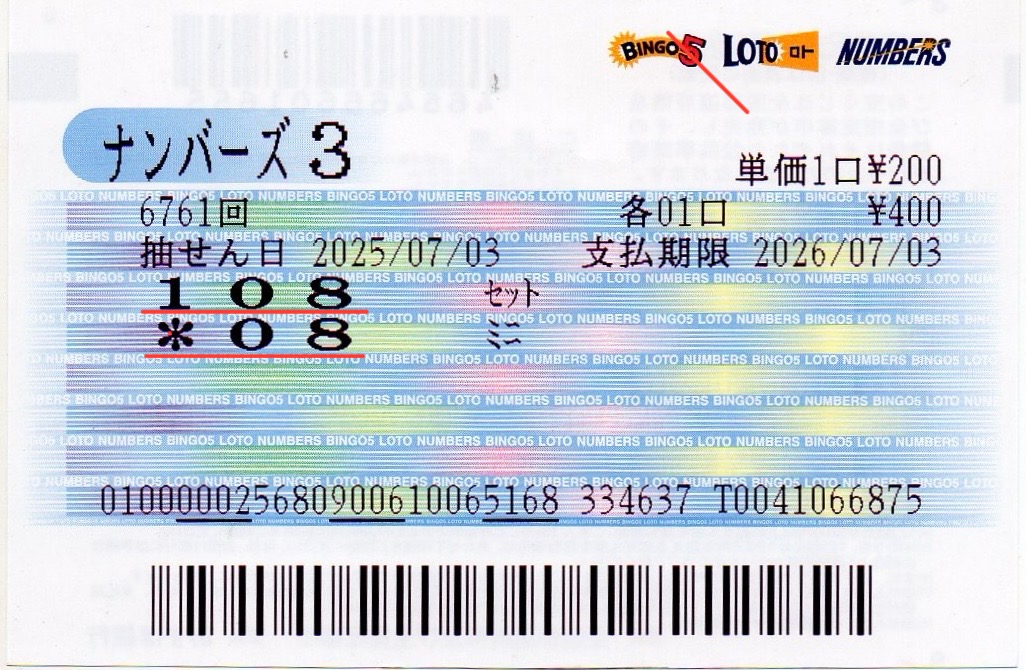 BINGO5 LOTO NUMBERS
ナンバーズ3
単価1口¥200
6761回 各01口 ¥400
抽せん日 2025/07/03 支払期限 2026/07/03
108 セット
*08 ミニ
010000025680900610065168 334637 T0041066875